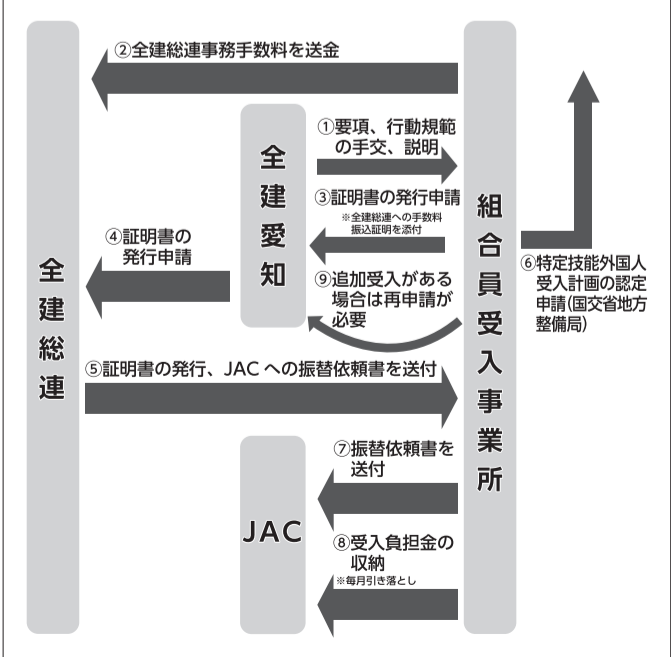 ②全建総連事務手数料を送金
全建愛知
①要項、行動規範
の手交、説明
③証明書の発行申請
※全建総連への手数料
振込証明を添付
組合員受入事業所
④証明書の
発行申請
全建総連
⑨追加受入がある
場合は再申請が
必要
⑥特定技能外国人
受入計画の認定
申請(国交省地方
整備局)
⑤証明書の発行、JACへの振替依頼書を送付
⑦振替依頼書を
送付
JAC
⑧受入負担金の
収納
※毎月引き落とし